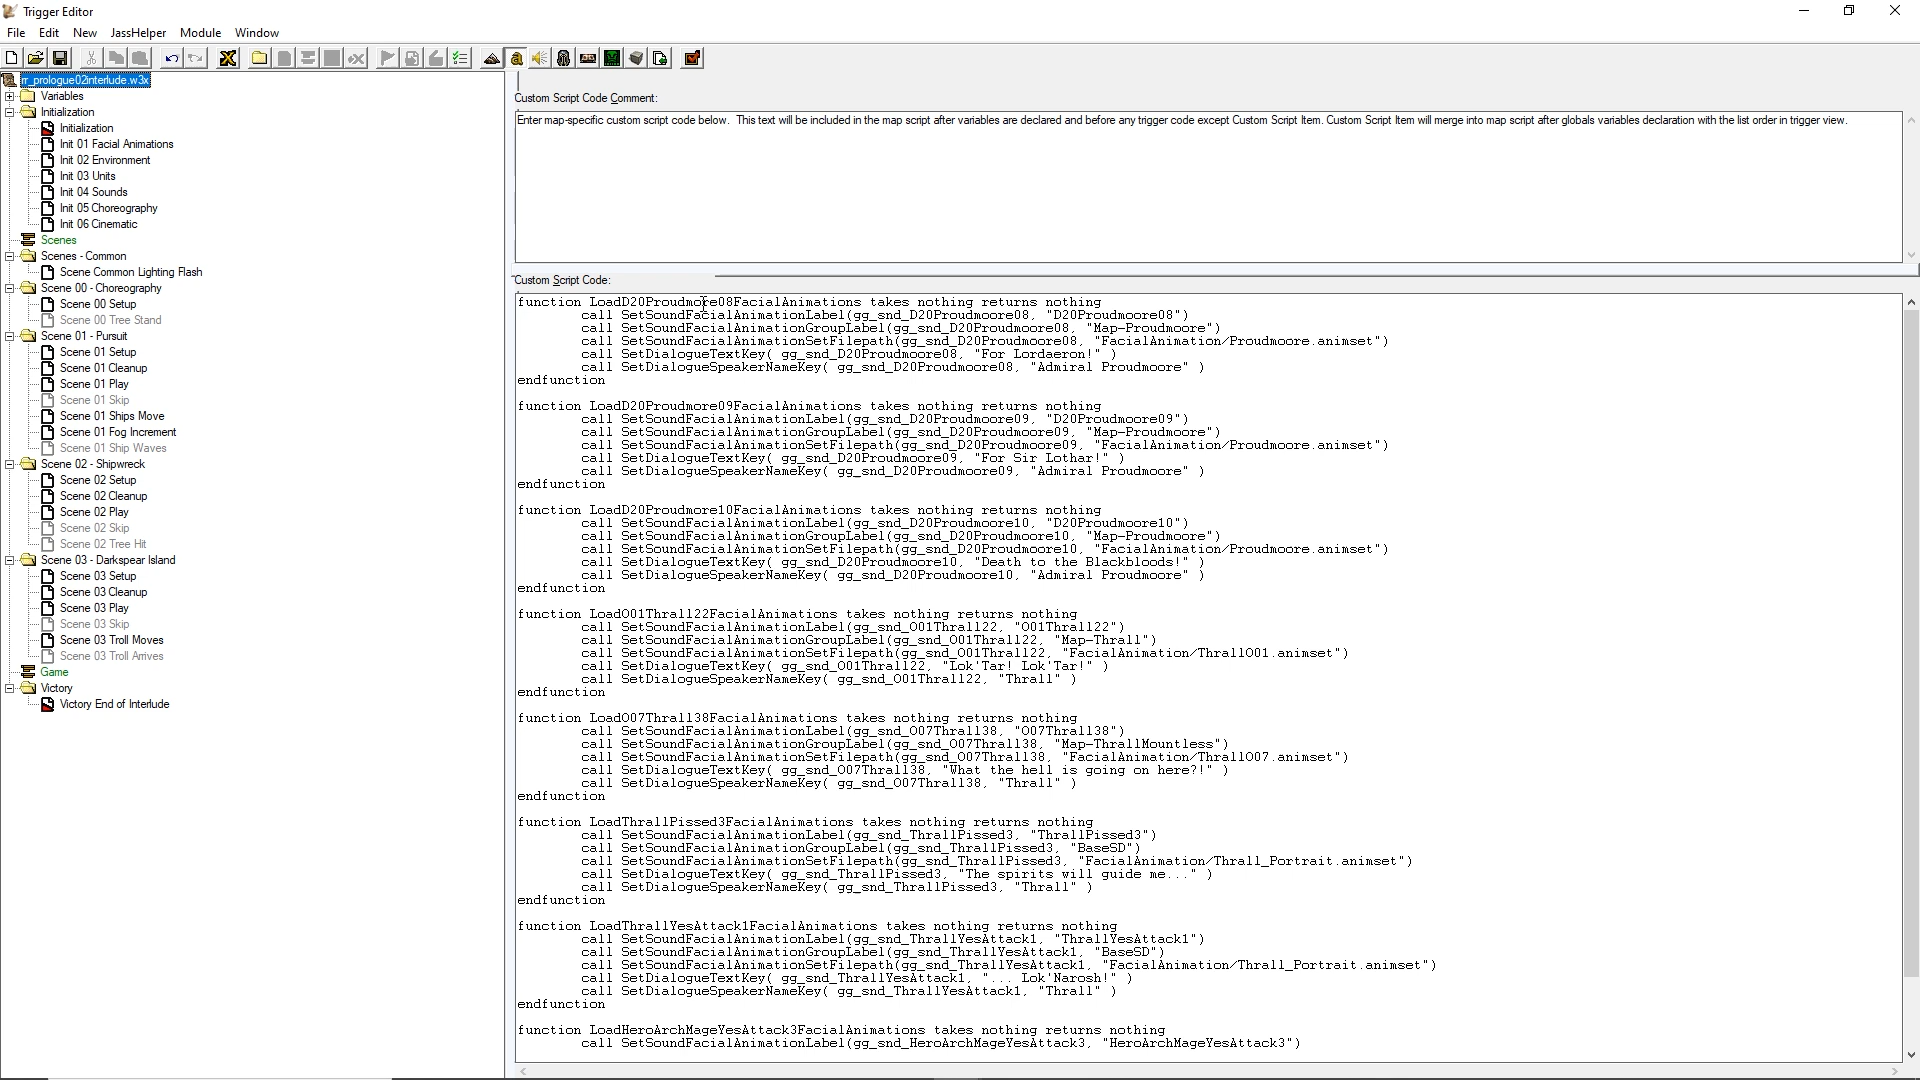 Trigger Editor
File Edit New JassHelper Module Window
rr_prologue02interlude.w3x
Variables
Initialization
Initialization
Init 01 Facial Animations
Init 02 Environment
Init 03 Units
Init 04 Sounds
Init 05 Choreography
Init 06 Cinematic
Scenes
Scenes - Common
Scene Common Lighting Flash
Scene 00 - Choreography
Scene 00 Setup
Scene 00 Tree Stand
Scene 01 - Pursuit
Scene 01 Setup
Scene 01 Cleanup
Scene 01 Play
Scene 01 Skip
Scene 01 Ships Move
Scene 01 Fog Increment
Scene 01 Ship Waves
Scene 02 - Shipwreck
Scene 02 Setup
Scene 02 Cleanup
Scene 02 Play
Scene 02 Skip
Scene 02 Tree Hit
Scene 03 - Darkspear Island
Scene 03 Setup
Scene 03 Cleanup
Scene 03 Play
Scene 03 Skip
Scene 03 Troll Moves
Scene 03 Troll Arrives
Game
Victory
Victory End of Interlude
Custom Script Code Comment:
Enter map-specific custom script code below.  This text will be included in the map script after variables are declared and before any trigger code except Custom Script Item. Custom Script Item will merge into map script after globals variables declaration with the list order in trigger view.
Custom Script Code:
function LoadD20Proudmore08FacialAnimations takes nothing returns nothing
call SetSoundFacialAnimationLabel(gg_snd_D20Proudmoore08, "D20Proudmoore08")
call SetSoundFacialAnimationGroupLabel(gg_snd_D20Proudmoore08, "Map-Proudmoore")
call SetSoundFacialAnimationSetFilepath(gg_snd_D20Proudmoore08, "FacialAnimation/Proudmoore.animset")
call SetDialogueTextKey( gg_snd_D20Proudmoore08, "For Lordaeron!" )
call SetDialogueSpeakerNameKey( gg_snd_D20Proudmoore08, "Admiral Proudmoore" )
endfunction
function LoadD20Proudmore09FacialAnimations takes nothing returns nothing
call SetSoundFacialAnimationLabel(gg_snd_D20Proudmoore09, "D20Proudmoore09")
call SetSoundFacialAnimationGroupLabel(gg_snd_D20Proudmoore09, "Map-Proudmoore")
call SetSoundFacialAnimationSetFilepath(gg_snd_D20Proudmoore09, "FacialAnimation/Proudmoore.animset")
call SetDialogueTextKey( gg_snd_D20Proudmoore09, "For Sir Lothar!" )
call SetDialogueSpeakerNameKey( gg_snd_D20Proudmoore09, "Admiral Proudmoore" )
endfunction
function LoadD20Proudmore10FacialAnimations takes nothing returns nothing
call SetSoundFacialAnimationLabel(gg_snd_D20Proudmoore10, "D20Proudmoore10")
call SetSoundFacialAnimationGroupLabel(gg_snd_D20Proudmoore10, "Map-Proudmoore")
call SetSoundFacialAnimationSetFilepath(gg_snd_D20Proudmoore10, "FacialAnimation/Proudmoore.animset")
call SetDialogueTextKey( gg_snd_D20Proudmoore10, "Death to the Blackbloods!" )
call SetDialogueSpeakerNameKey( gg_snd_D20Proudmoore10, "Admiral Proudmoore" )
endfunction
function LoadO01Thrall22FacialAnimations takes nothing returns nothing
call SetSoundFacialAnimationLabel(gg_snd_O01Thrall22, "O01Thrall22")
call SetSoundFacialAnimationGroupLabel(gg_snd_O01Thrall22, "Map-Thrall")
call SetSoundFacialAnimationSetFilepath(gg_snd_O01Thrall22, "FacialAnimation/ThrallO01.animset")
call SetDialogueTextKey( gg_snd_O01Thrall22, "Lok'Tar! Lok'Tar!" )
call SetDialogueSpeakerNameKey( gg_snd_O01Thrall22, "Thrall" )
endfunction
function LoadO07Thrall38FacialAnimations takes nothing returns nothing
call SetSoundFacialAnimationLabel(gg_snd_O07Thrall38, "O07Thrall38")
call SetSoundFacialAnimationGroupLabel(gg_snd_O07Thrall38, "Map-ThrallMountless")
call SetSoundFacialAnimationSetFilepath(gg_snd_O07Thrall38, "FacialAnimation/ThrallO07.animset")
call SetDialogueTextKey( gg_snd_O07Thrall38, "What the hell is going on here?!" )
call SetDialogueSpeakerNameKey( gg_snd_O07Thrall38, "Thrall" )
endfunction
function LoadThrallPissed3FacialAnimations takes nothing returns nothing
call SetSoundFacialAnimationLabel(gg_snd_ThrallPissed3, "ThrallPissed3")
call SetSoundFacialAnimationGroupLabel(gg_snd_ThrallPissed3, "BaseSD")
call SetSoundFacialAnimationSetFilepath(gg_snd_ThrallPissed3, "FacialAnimation/Thrall_Portrait.animset")
call SetDialogueTextKey( gg_snd_ThrallPissed3, "The spirits will guide me..." )
call SetDialogueSpeakerNameKey( gg_snd_ThrallPissed3, "Thrall" )
endfunction
function LoadThrallYesAttack1FacialAnimations takes nothing returns nothing
call SetSoundFacialAnimationLabel(gg_snd_ThrallYesAttack1, "ThrallYesAttack1")
call SetSoundFacialAnimationGroupLabel(gg_snd_ThrallYesAttack1, "BaseSD")
call SetSoundFacialAnimationSetFilepath(gg_snd_ThrallYesAttack1, "FacialAnimation/Thrall_Portrait.animset")
call SetDialogueTextKey( gg_snd_ThrallYesAttack1, "... Lok'Narosh!" )
call SetDialogueSpeakerNameKey( gg_snd_ThrallYesAttack1, "Thrall" )
endfunction
function LoadHeroArchMageYesAttack3FacialAnimations takes nothing returns nothing
call SetSoundFacialAnimationLabel(gg_snd_HeroArchMageYesAttack3, "HeroArchMageYesAttack3")